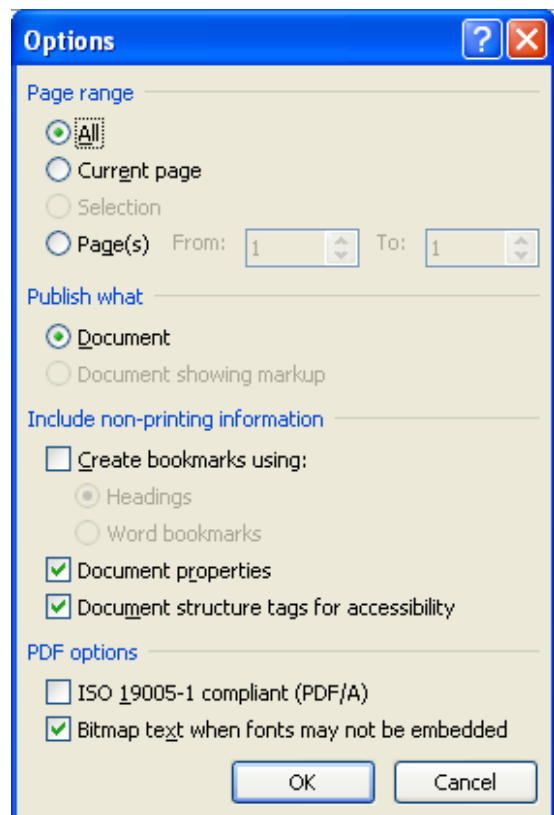 Options
Page range
All
Current page
Selection
Page(s) From: 1 To: 1
Publish what
Document
Document showing markup
Include non-printing information
Create bookmarks using:
Headings
Word bookmarks
Document properties
Document structure tags for accessibility
PDF options
ISO 19005-1 compliant (PDF/A)
Bitmap text when fonts may not be embedded
OK Cancel